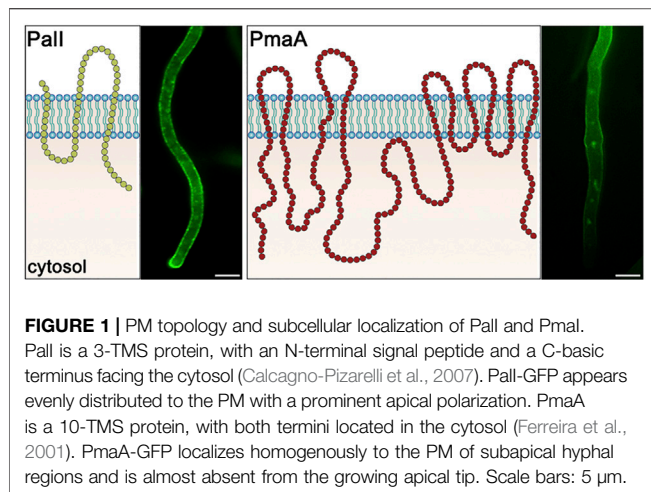 PalI
PmaA
cytosol
FIGURE 1 | PM topology and subcellular localization of PalI and PmaI.
PalI is a 3-TMS protein, with an N-terminal signal peptide and a C-basic
terminus facing the cytosol (Calcagno-Pizarelli et al., 2007). PalI-GFP appears
evenly distributed to the PM with a prominent apical polarization. PmaA
is a 10-TMS protein, with both termini located in the cytosol (Ferreira et al.,
2001). PmaA-GFP localizes homogenously to the PM of subapical hyphal
regions and is almost absent from the growing apical tip. Scale bars: 5 µm.